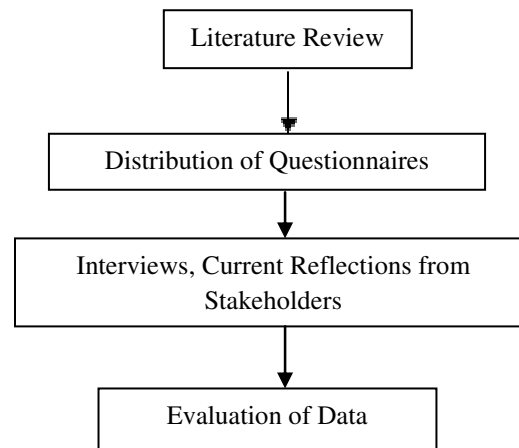 Literature Review
Distribution of Questionnaires
Interviews, Current Reflections from
Stakeholders
Evaluation of Data